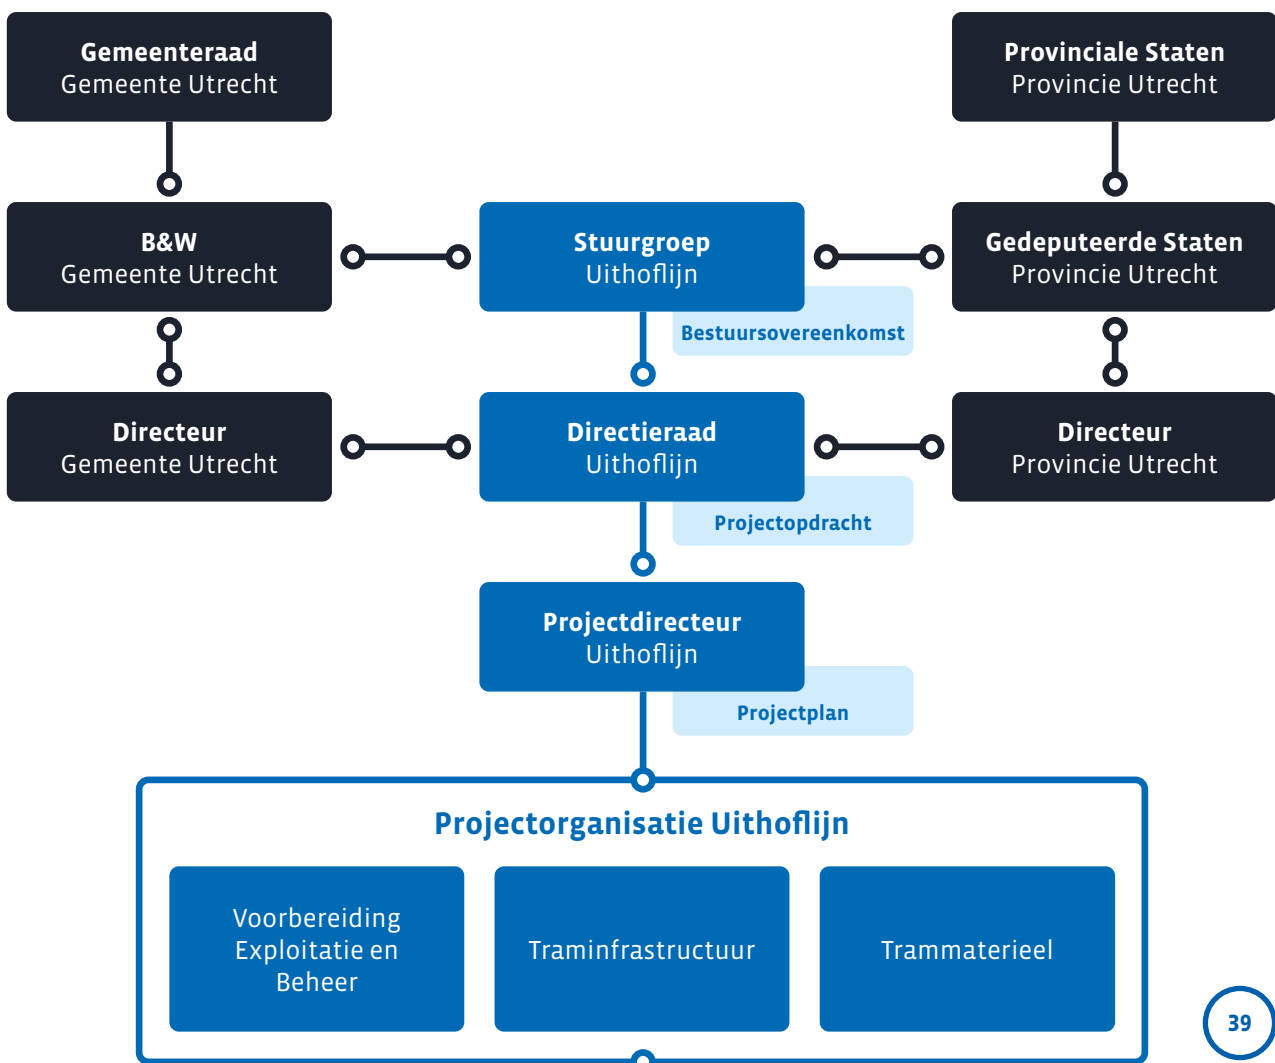 Gemeenteraad
Gemeente Utrecht
Provinciale Staten
Provincie Utrecht
B&W
Gemeente Utrecht
Stuurgroep
Uithoflijn
Gedeputeerde Staten
Provincie Utrecht
Bestuursovereenkomst
Directeur
Gemeente Utrecht
Directieraad
Uithoflijn
Directeur
Provincie Utrecht
Projectopdracht
Projectdirecteur
Uithoflijn
Projectplan
Projectorganisatie Uithoflijn
Voorbereiding
Exploitatie en
Beheer
Traminfrastructuur
Trammaterieel
39